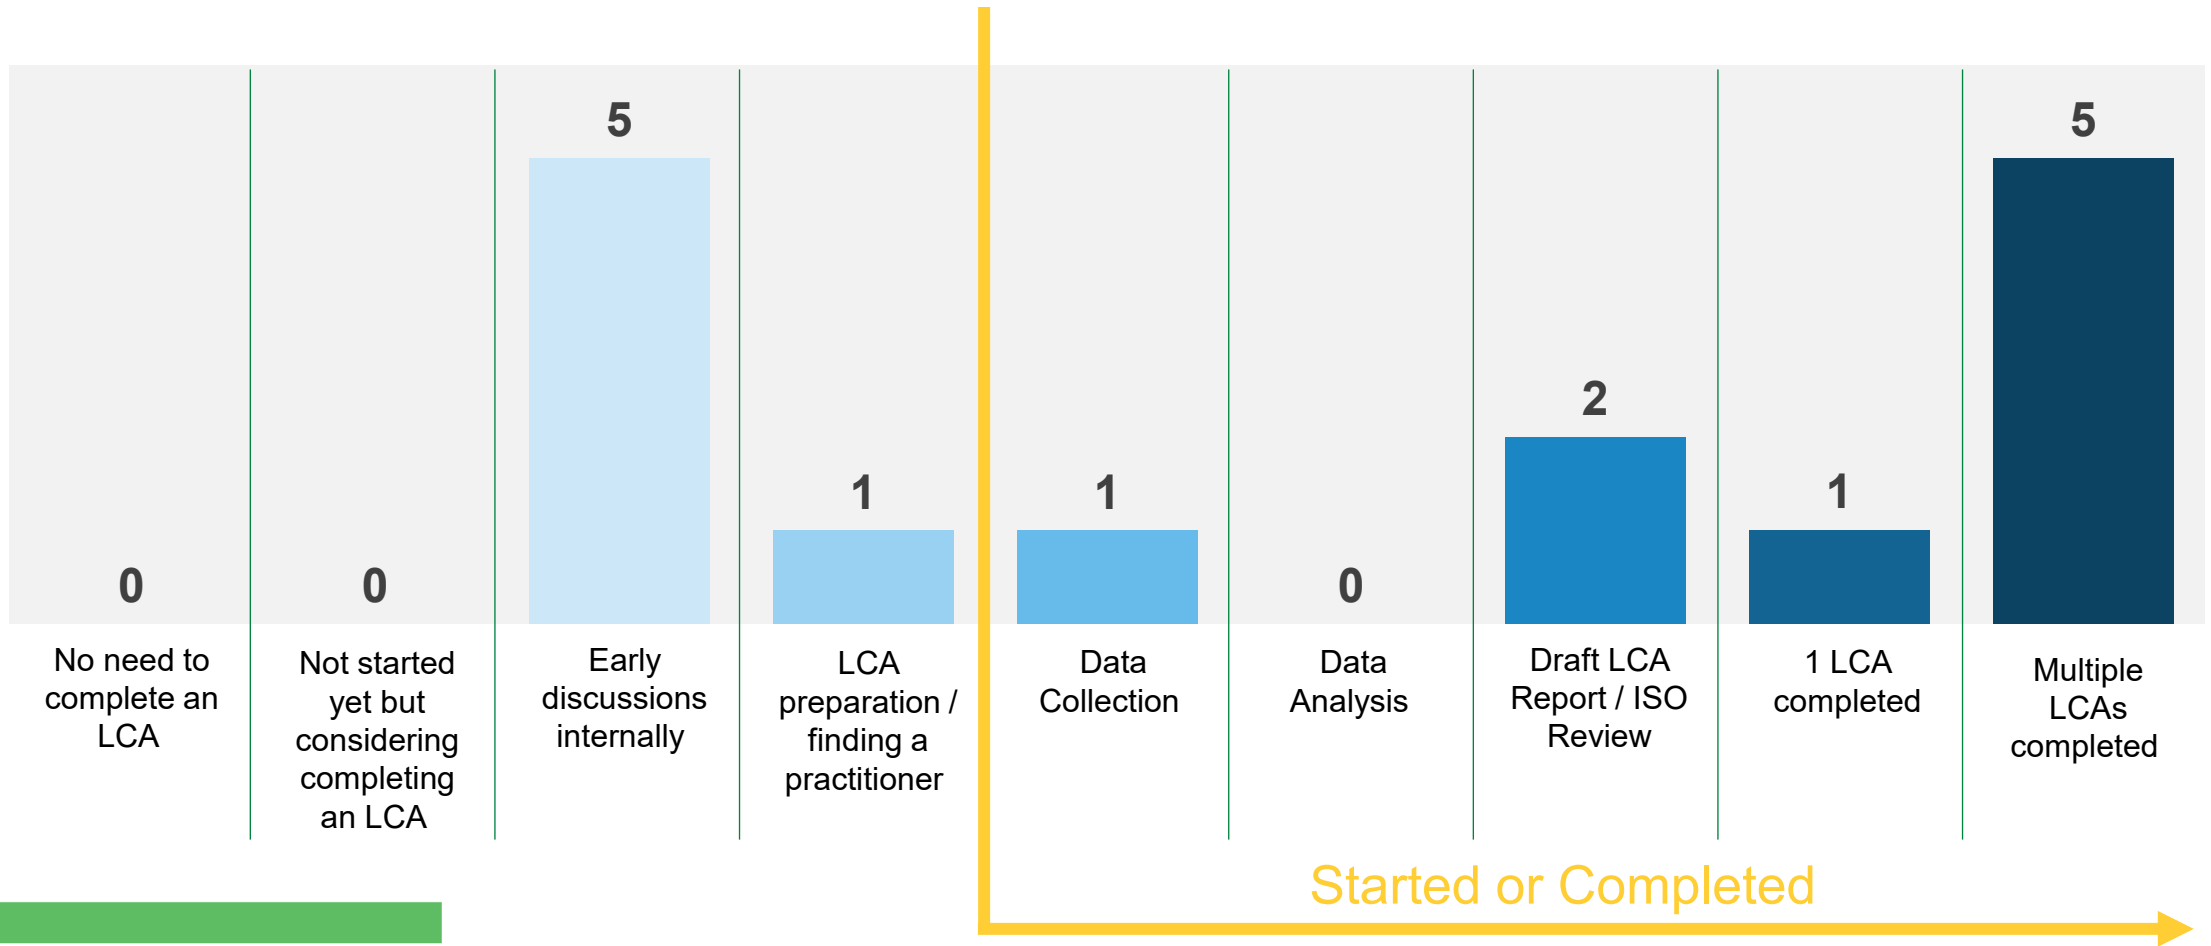 5
5
2
1
1
1
0
0
0
No need to
complete an
LCA
Not started
yet but
considering
completing
an LCA
Early
discussions
internally
LCA
preparation /
finding a
practitioner
Data
Collection
Data
Analysis
Draft LCA
Report / ISO
Review
1 LCA
completed
Multiple
LCAs
completed
Started or Completed